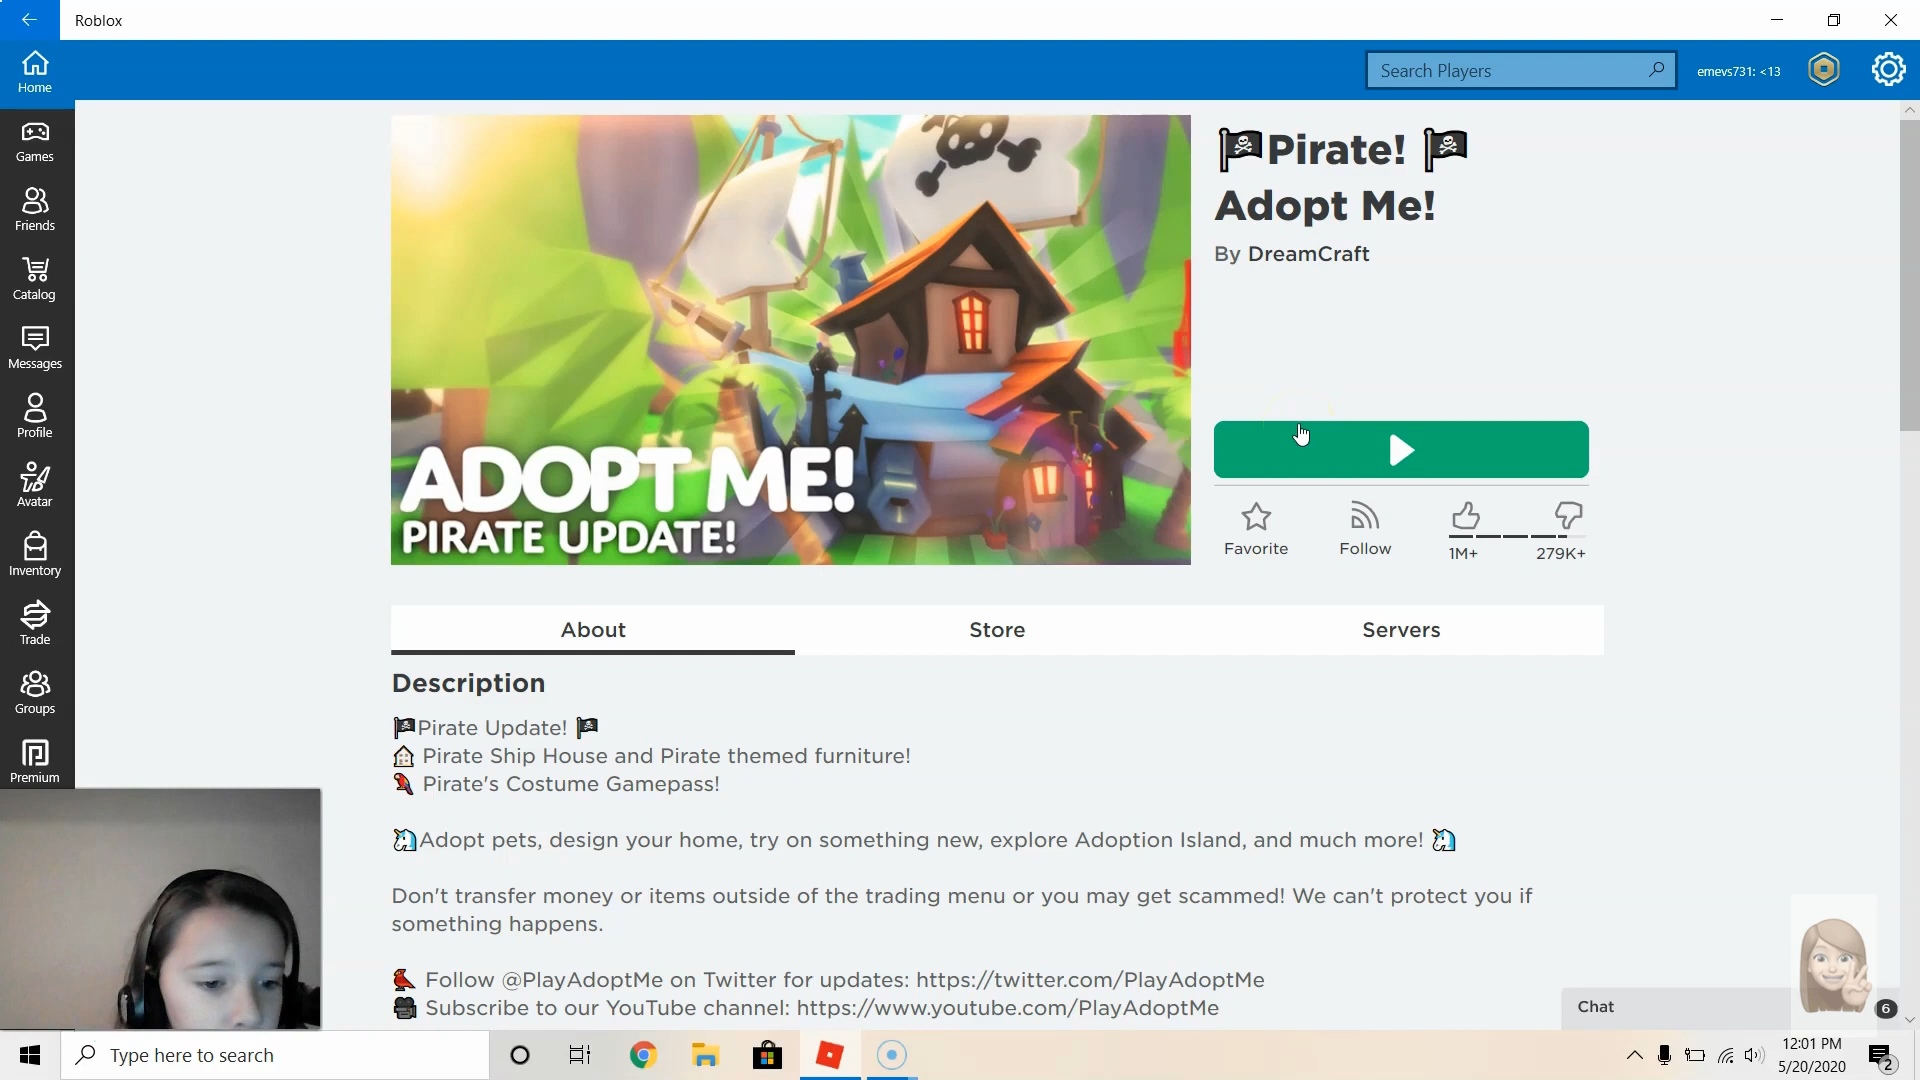 Roblox
Home
Search Players
emevs731: <13
Games
Friends
Catalog
Messages
Profile
Avatar
Inventory
Trade
Groups
Premium
ADOPT ME!
PIRATE UPDATE!
Pirate!
Adopt Me!
By DreamCraft
Favorite
Follow
1M+
279K+
About
Store
Servers
Description
Pirate Update!
Pirate Ship House and Pirate themed furniture!
Pirate's Costume Gamepass!
Adopt pets, design your home, try on something new, explore Adoption Island, and much more!
Don't transfer money or items outside of the trading menu or you may get scammed! We can't protect you if
something happens.
Follow @PlayAdoptMe on Twitter for updates: https://twitter.com/PlayAdoptMe
Subscribe to our YouTube channel: https://www.youtube.com/PlayAdoptMe
Chat
6
Type here to search
12:01 PM
5/20/2020
2